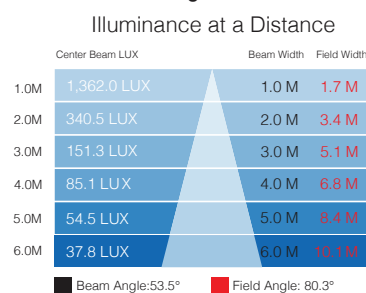 Illuminance at a Distance
Center Beam LUX Beam Width Field Width
1.0M 1,362.0 LUX 1.0 M 1.7 M
2.0M 340.5 LUX 2.0 M 3.4 M
3.0M 151.3 LUX 3.0 M 5.1 M
4.0M 85.1 LUX 4.0 M 6.8 M
5.0M 54.5 LUX 5.0 M 8.4 M
6.0M 37.8 LUX 6.0 M 10.1 M
Beam Angle:53.5° Field Angle: 80.3°